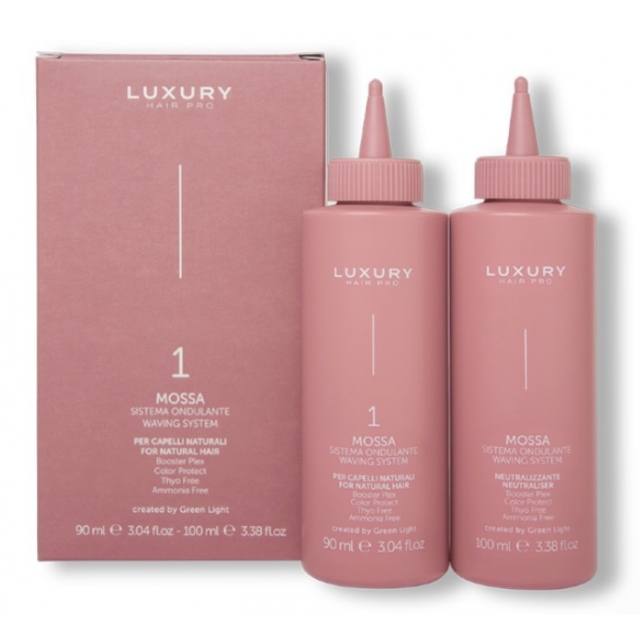 LUXURY
HAIR PRO
1
MOSSA
SISTEMA ONDULANTE
WAVING SYSTEM
PER CAPELLI NATURALI
FOR NATURAL HAIR
Booster Plex
Color Protect
Thyo Free
Ammonia Free
created by Green Light
90 ml ℮ 3.04 fl.oz - 100 ml ℮ 3.38 fl.oz
LUXURY
HAIR PRO
1
MOSSA
SISTEMA ONDULANTE
WAVING SYSTEM
PER CAPELLI NATURALI
FOR NATURAL HAIR
Booster Plex
Color Protect
Thyo Free
Ammonia Free
created by Green Light
90 ml ℮ 3.04 fl.oz
LUXURY
HAIR PRO
MOSSA
SISTEMA ONDULANTE
WAVING SYSTEM
NEUTRALIZZANTE
NEUTRALISER
Booster Plex
Color Protect
Thyo Free
Ammonia Free
created by Green Light
100 ml ℮ 3.38 fl.oz